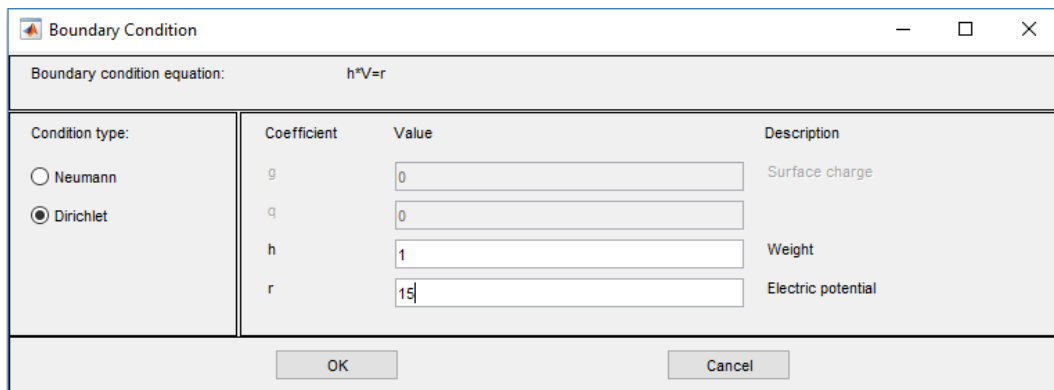 Boundary Condition
Boundary condition equation: h*V=r
Condition type: Coefficient Value Description
Neumann g 0 Surface charge
Dirichlet q 0
h 1 Weight
r 15 Electric potential
OK Cancel